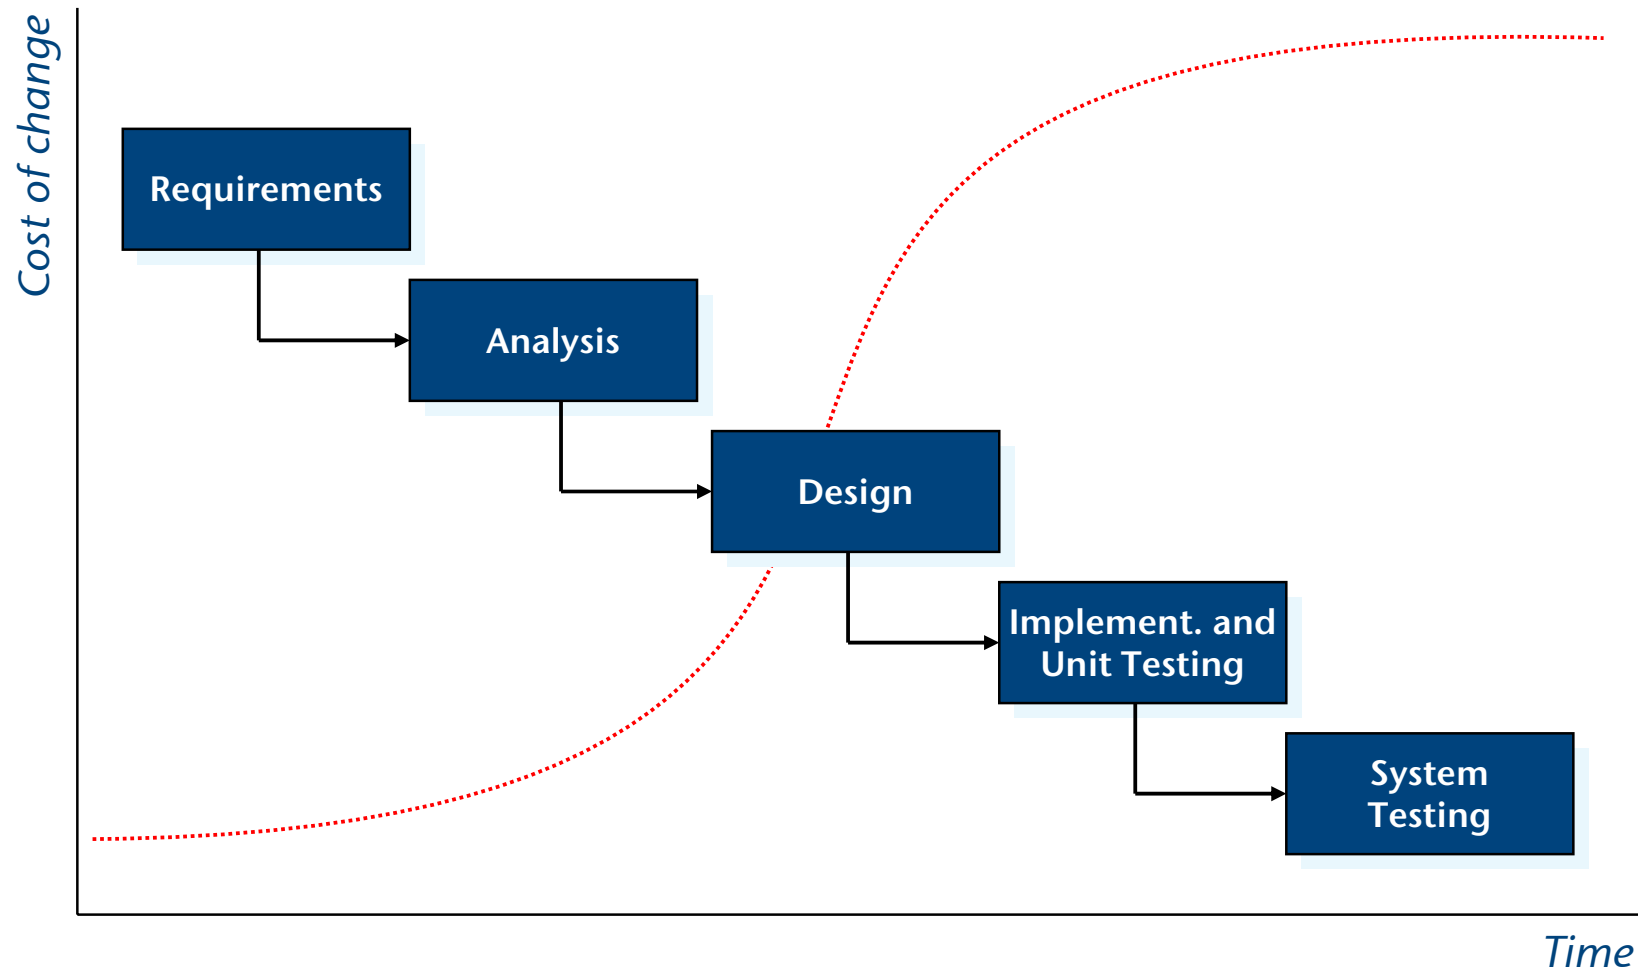 Cost of change
Requirements
Analysis
Design
Implement. and
Unit Testing
System
Testing
Time